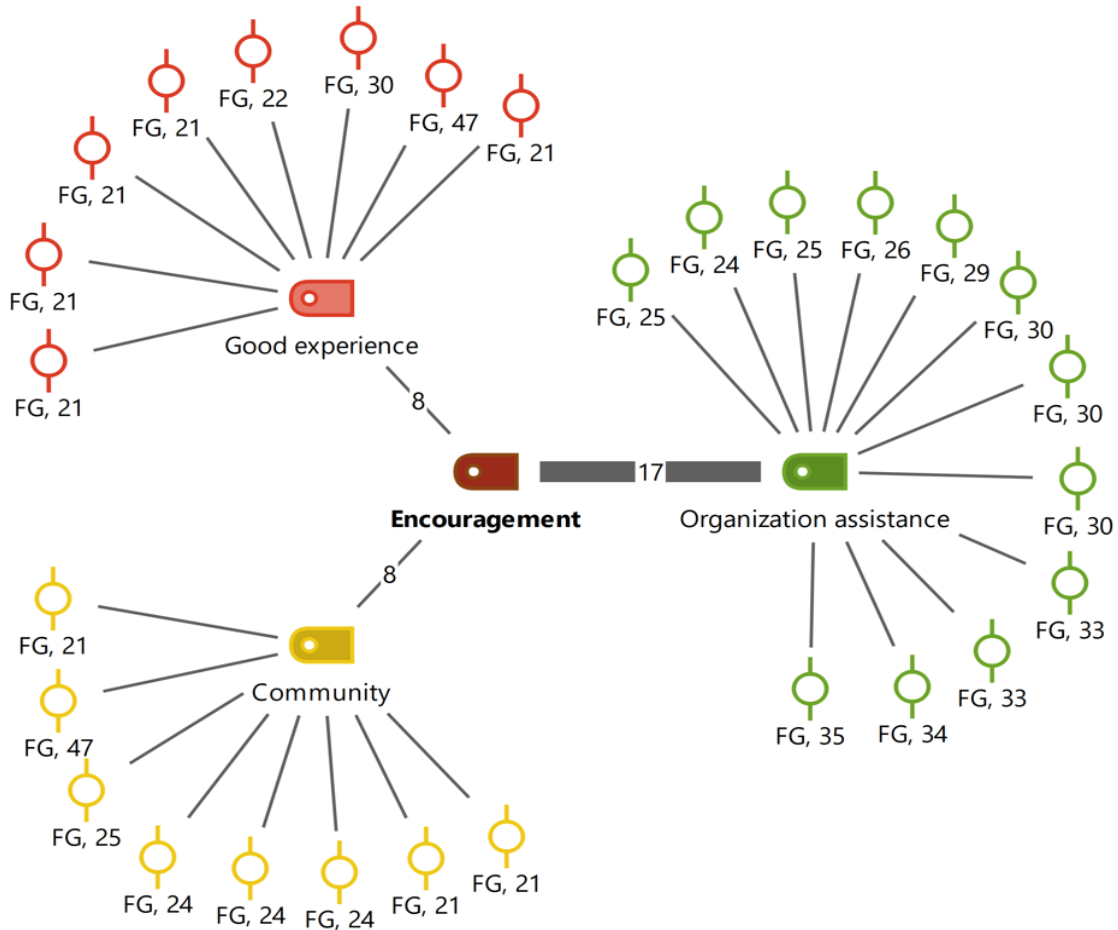 FG, 30
FG, 22
FG, 47
FG, 21
FG, 21
FG, 21
FG, 21
FG, 21
Good experience
8
FG, 25
FG, 24
FG, 25
FG, 26
FG, 29
FG, 30
FG, 30
FG, 30
FG, 33
FG, 33
FG, 34
FG, 35
17
Encouragement
Organization assistance
8
Community
FG, 21
FG, 47
FG, 25
FG, 24
FG, 24
FG, 24
FG, 21
FG, 21